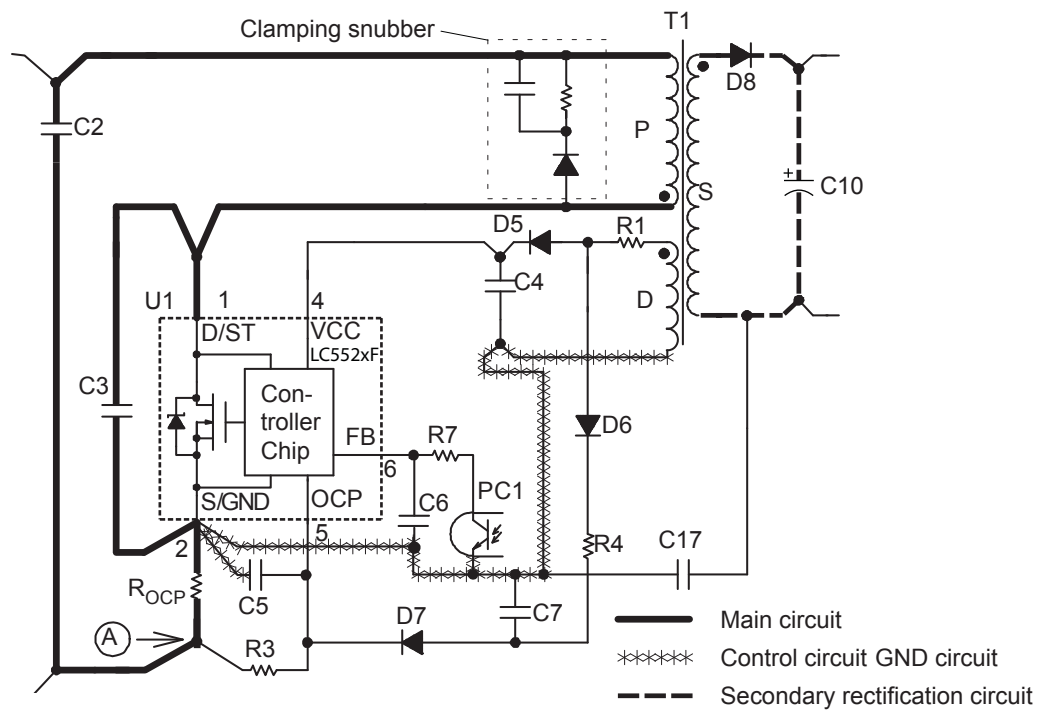 T1
Clamping snubber
D8
C2
P
S
+
C10
D5
R1
C4
D
U1
1
4
D/ST
VCC
LC552xF
C3
Con-
troller
Chip
FB
R7
6
D6
S/GND
OCP
C6
PC1
2
5
R4
C17
ROCP
C5
C7
A
D7
R3
Main circuit
Control circuit GND circuit
Secondary rectification circuit